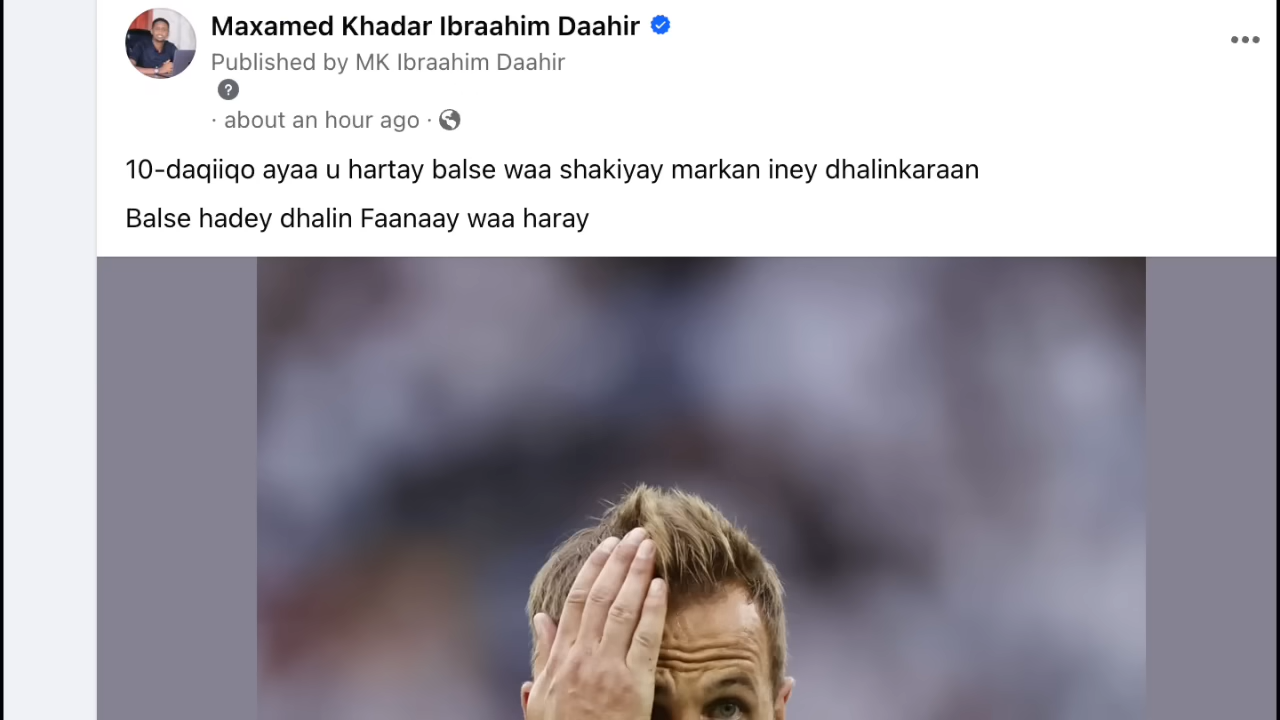 Maxamed Khadar Ibraahim Daahir
Published by MK Ibraahim Daahir
?
· about an hour ago ·
10-daqiiqo ayaa u hartay balse waa shakiyay markan iney dhalinkaraan
Balse hadey dhalin Faanaay waa haray